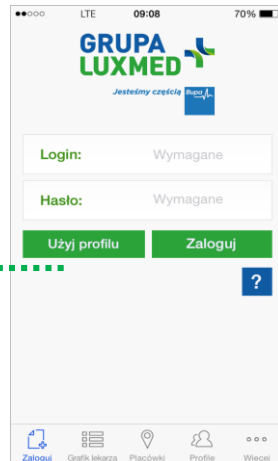 LTE 09:08 70%
GRUPA
LUXMED
Jesteśmy częścią Bupa
Login: Wymagane
Hasło: Wymagane
Użyj profilu Zaloguj
?
Zaloguj Grafik lekarza Placówki Profile Więcej